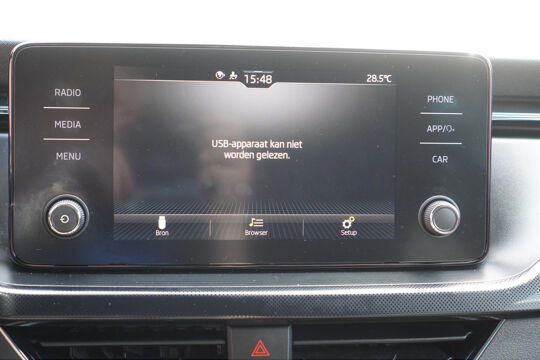 15:48
28.5°C
RADIO
MEDIA
MENU
USB-apparaat kan niet
worden gelezen.
PHONE
APP/
CAR
Bron
Browser
Setup